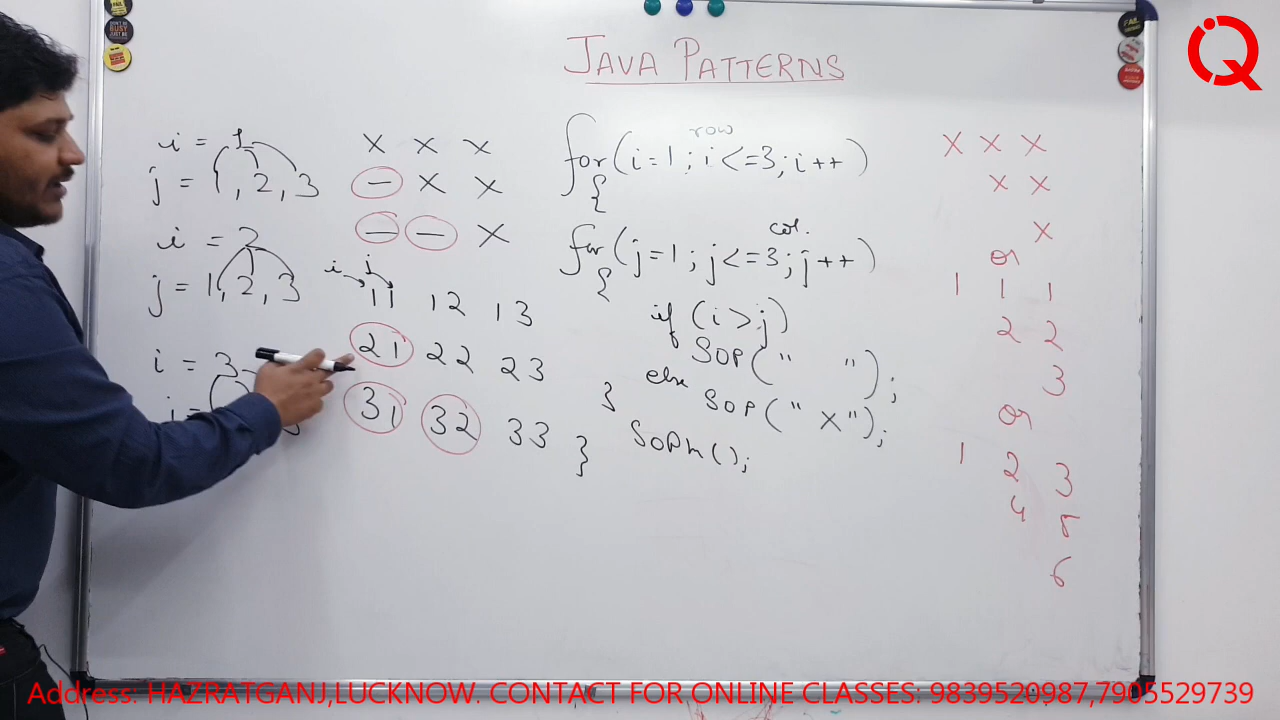 JAVA PATTERNS
i = 1
j = 1, 2, 3
i = 2
j = 1, 2, 3
i = 3
X X X
— X X
— — X
i j
11 12 13
21 22 23
31 32 33
row
for(i=1; i<=3; i++)
{
col.
for(j=1; j<=3; j++)
{
if (i>j)
SOP(" ");
else SOP(" X");
}
SOPln();
}
X X X
X X
X
or
1 1 1
2 2
3
or
1 2 3
4 5
6
IQ
Address: HAZRATGANJ,LUCKNOW. CONTACT FOR ONLINE CLASSES: 9839520987,7905529739